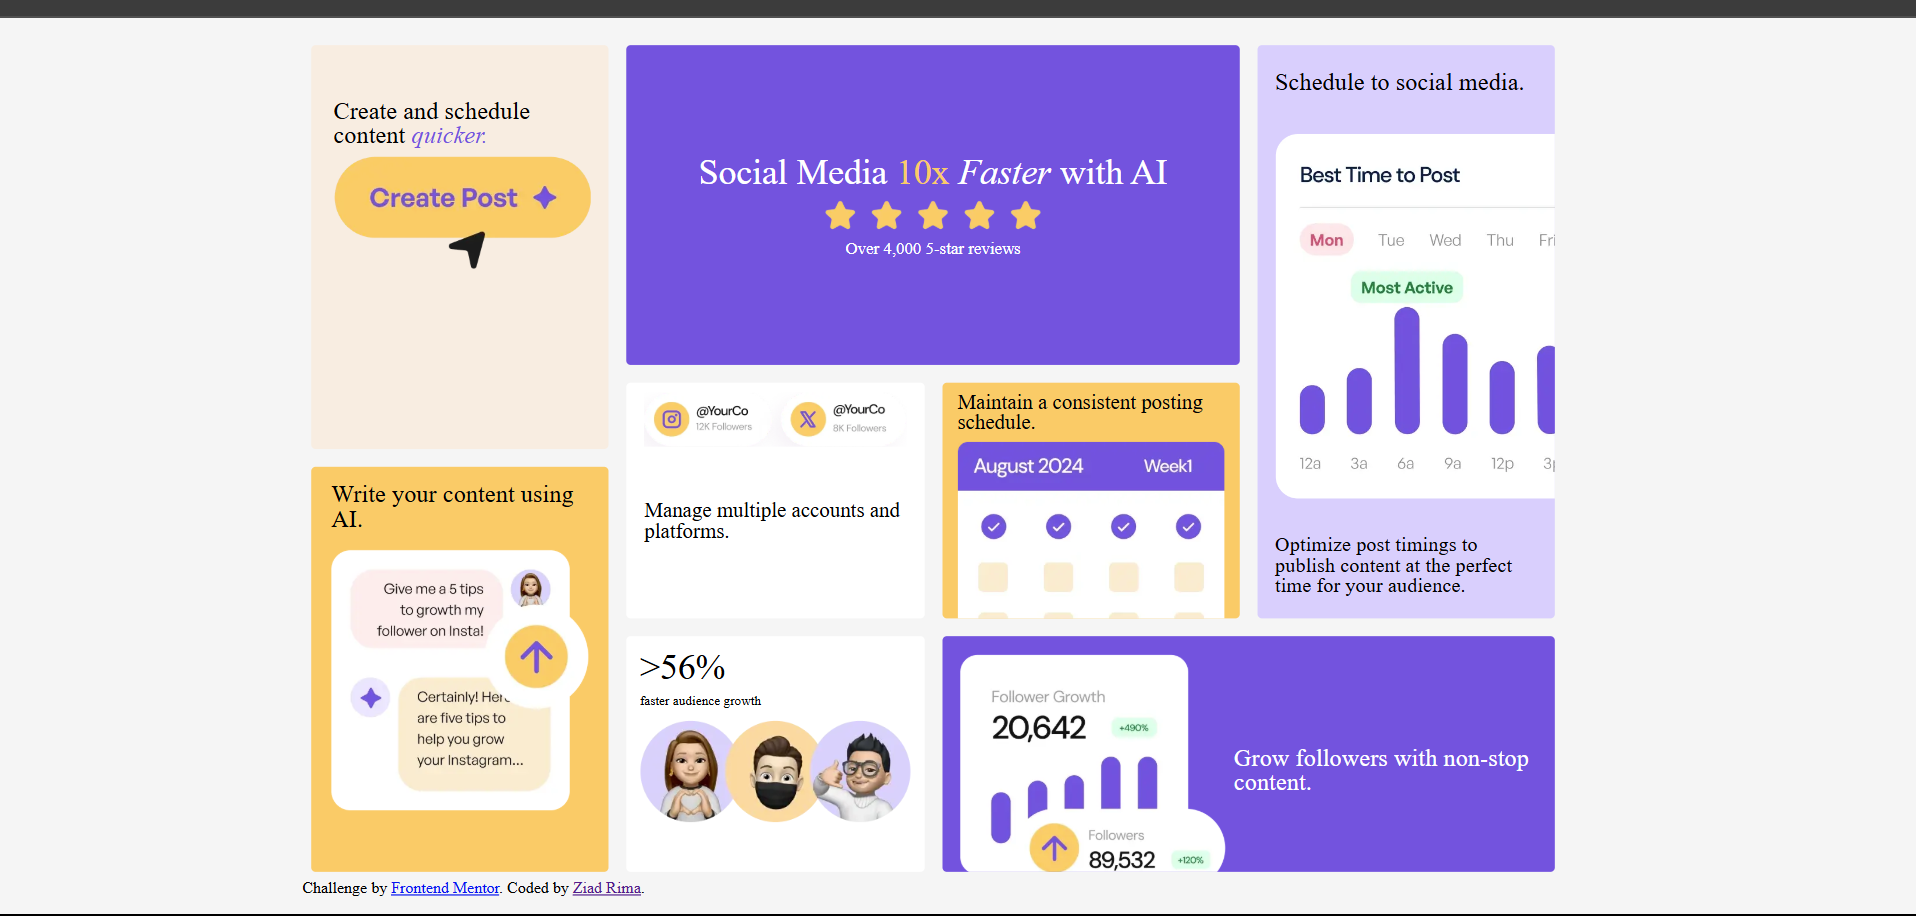 Create and schedule
content quicker.
Create Post
Social Media 10x Faster with AI
Over 4,000 5-star reviews
Schedule to social media.
Best Time to Post
Mon Tue Wed Thu Fri
Most Active
12a 3a 6a 9a 12p 3p
Optimize post timings to
publish content at the perfect
time for your audience.
@YourCo
12K Followers
@YourCo
8K Followers
Manage multiple accounts and
platforms.
Maintain a consistent posting
schedule.
August 2024 Week1
Write your content using
AI.
Give me a 5 tips
to growth my
follower on Insta!
Certainly! Here
are five tips to
help you grow
your Instagram...
>56%
faster audience growth
Follower Growth
20,642 +490%
Followers
89,532 +120%
Grow followers with non-stop
content.
Challenge by Frontend Mentor. Coded by Ziad Rima.